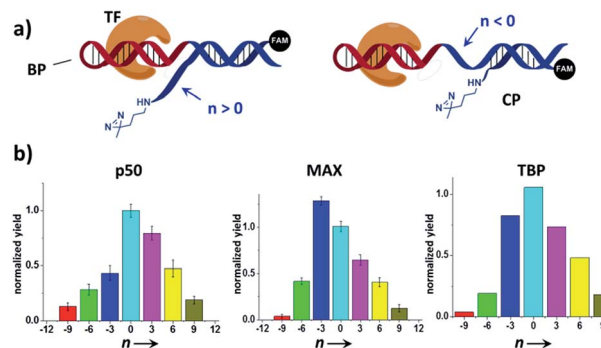 a)
TF
n < 0
FAM
BP
HN
n > 0
N
N
HN
CP
FAM
N
N
b)
p50
MAX
TBP
normalized yield
1.0
0.5
0.0
-12 -9 -6 -3 0 3 6 9 12
n →
normalized yield
1.0
0.5
0.0
-12 -9 -6 -3 0 3 6 9 12
n →
normalized yield
1.0
0.5
0.0
-9 -6 -3 0 3 6 9
n →